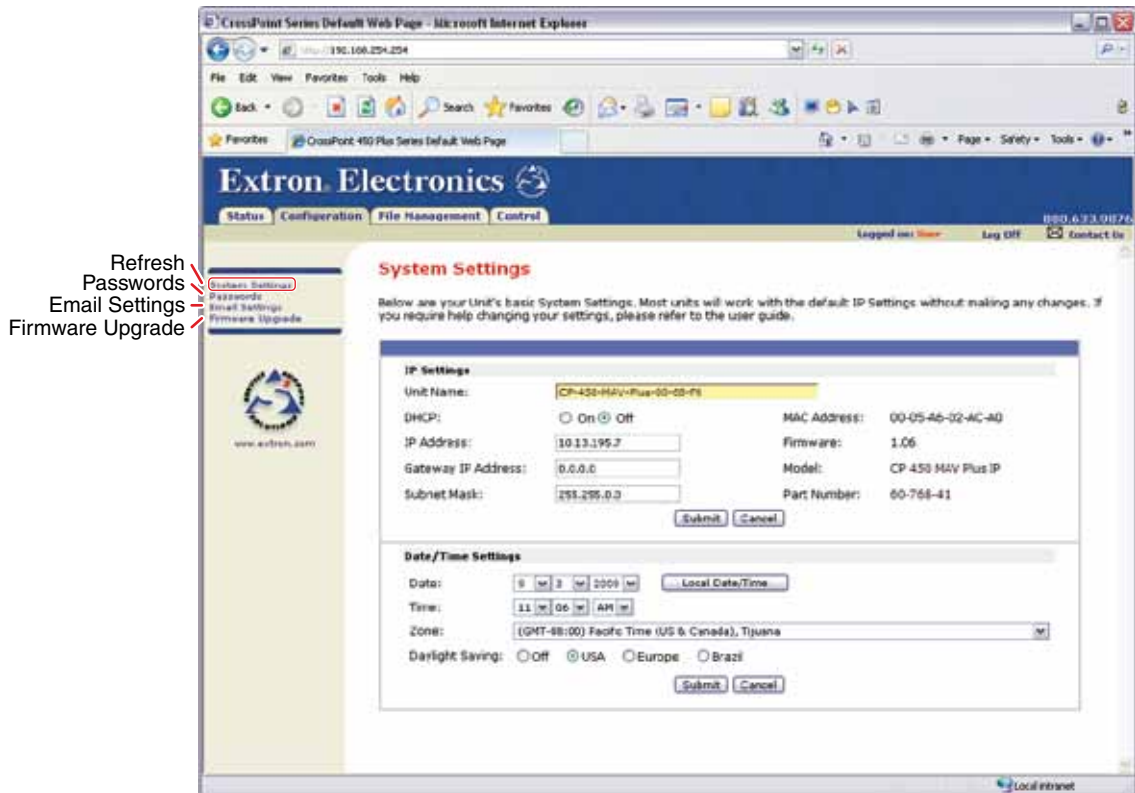 CrossPoint Series Default Web Page - Microsoft Internet Explorer
192.168.254.254
File Edit View Favorites Tools Help
Back Search Favorites
Favorites CrossPoint 450 Plus Series Default Web Page Page Safety Tools
Extron Electronics
Status Configuration File Management Control
800.633.9876
Logged on: User Log Off Contact Us
Refresh
Passwords
Email Settings
Firmware Upgrade
System Settings
Passwords
Email Settings
Firmware Upgrade
www.extron.com
System Settings
Below are your Unit's basic System Settings. Most units will work with the default IP Settings without making any changes. If
you require help changing your settings, please refer to the user guide.
IP Settings
Unit Name:
DHCP: On Off MAC Address: 00-05-A6-02-AC-A0
IP Address: 10.13.195.7 Firmware: 1.06
Gateway IP Address: 0.0.0.0 Model: CP 450 MAV Plus IP
Subnet Mask: 255.255.0.0 Part Number: 60-768-41
Submit Cancel
Date/Time Settings
Date: 9 3 2009 Local Date/Time
Time: 11 06 AM
Zone: (GMT-08:00) Pacific Time (US & Canada), Tijuana
Daylight Saving: Off USA Europe Brazil
Submit Cancel
Local intranet